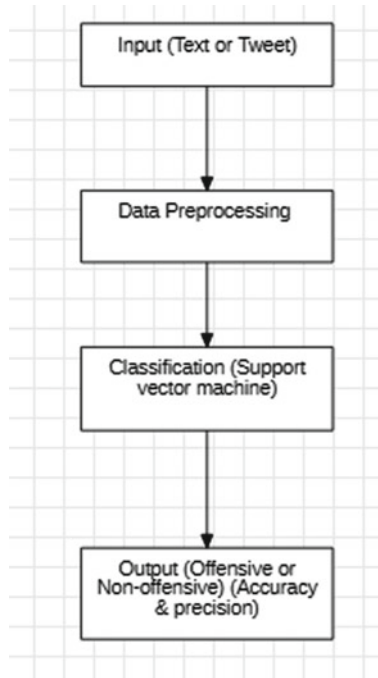 Input (Text or Tweet)
Data Preprocessing
Classification (Support
vector machine)
Output (Offensive or
Non-offensive) (Accuracy
& precision)